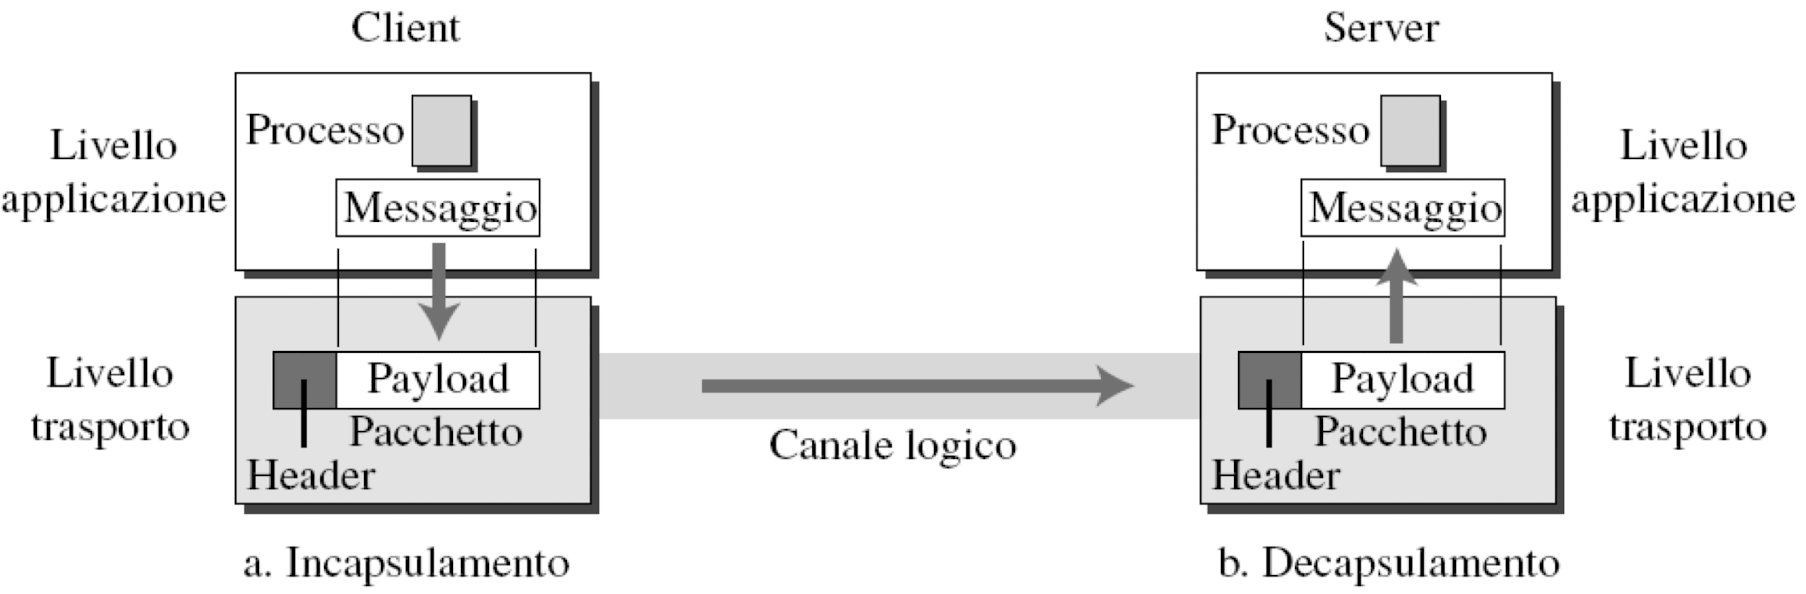 Client
Server
Livello
applicazione
Processo
Messaggio
Processo
Messaggio
Livello
applicazione
Livello
trasporto
Payload
Pacchetto
Header
Canale logico
Payload
Pacchetto
Header
Livello
trasporto
a. Incapsulamento
b. Decapsulamento